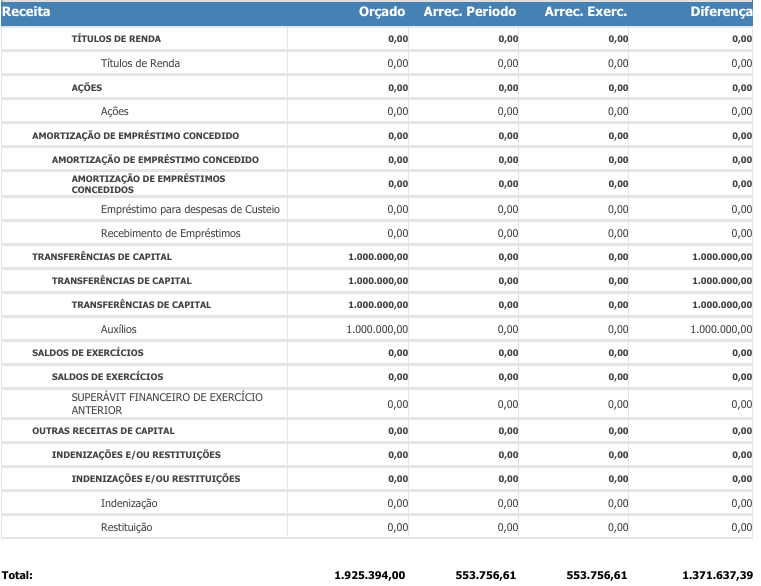 Receita Orçado Arrec. Periodo Arrec. Exerc. Diferença
TÍTULOS DE RENDA 0,00 0,00 0,00 0,00
Títulos de Renda 0,00 0,00 0,00 0,00
AÇÕES 0,00 0,00 0,00 0,00
Ações 0,00 0,00 0,00 0,00
AMORTIZAÇÃO DE EMPRÉSTIMO CONCEDIDO 0,00 0,00 0,00 0,00
AMORTIZAÇÃO DE EMPRÉSTIMO CONCEDIDO 0,00 0,00 0,00 0,00
AMORTIZAÇÃO DE EMPRÉSTIMOS
CONCEDIDOS 0,00 0,00 0,00 0,00
Empréstimo para despesas de Custeio 0,00 0,00 0,00 0,00
Recebimento de Empréstimos 0,00 0,00 0,00 0,00
TRANSFERÊNCIAS DE CAPITAL 1.000.000,00 0,00 0,00 1.000.000,00
TRANSFERÊNCIAS DE CAPITAL 1.000.000,00 0,00 0,00 1.000.000,00
TRANSFERÊNCIAS DE CAPITAL 1.000.000,00 0,00 0,00 1.000.000,00
Auxílios 1.000.000,00 0,00 0,00 1.000.000,00
SALDOS DE EXERCÍCIOS 0,00 0,00 0,00 0,00
SALDOS DE EXERCÍCIOS 0,00 0,00 0,00 0,00
SUPERÁVIT FINANCEIRO DE EXERCÍCIO
ANTERIOR 0,00 0,00 0,00 0,00
OUTRAS RECEITAS DE CAPITAL 0,00 0,00 0,00 0,00
INDENIZAÇÕES E/OU RESTITUIÇÕES 0,00 0,00 0,00 0,00
INDENIZAÇÕES E/OU RESTITUIÇÕES 0,00 0,00 0,00 0,00
Indenização 0,00 0,00 0,00 0,00
Restituição 0,00 0,00 0,00 0,00
Total: 1.925.394,00 553.756,61 553.756,61 1.371.637,39